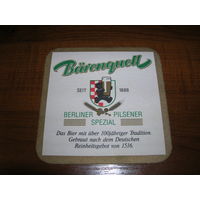 Bärenquell
SEIT 1888
BERLINER PILSENER
SPEZIAL
Das Bier mit über 100jähriger Tradition
Gebraut nach dem Deutschen
Reinheitsgebot von 1516